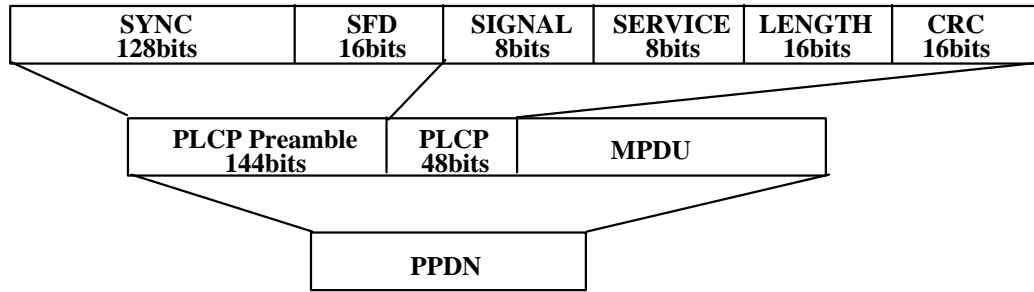 SYNC SFD SIGNAL SERVICE LENGTH CRC
128bits 16bits 8bits 8bits 16bits 16bits
PLCP Preamble PLCP MPDU
144bits 48bits
PPDN